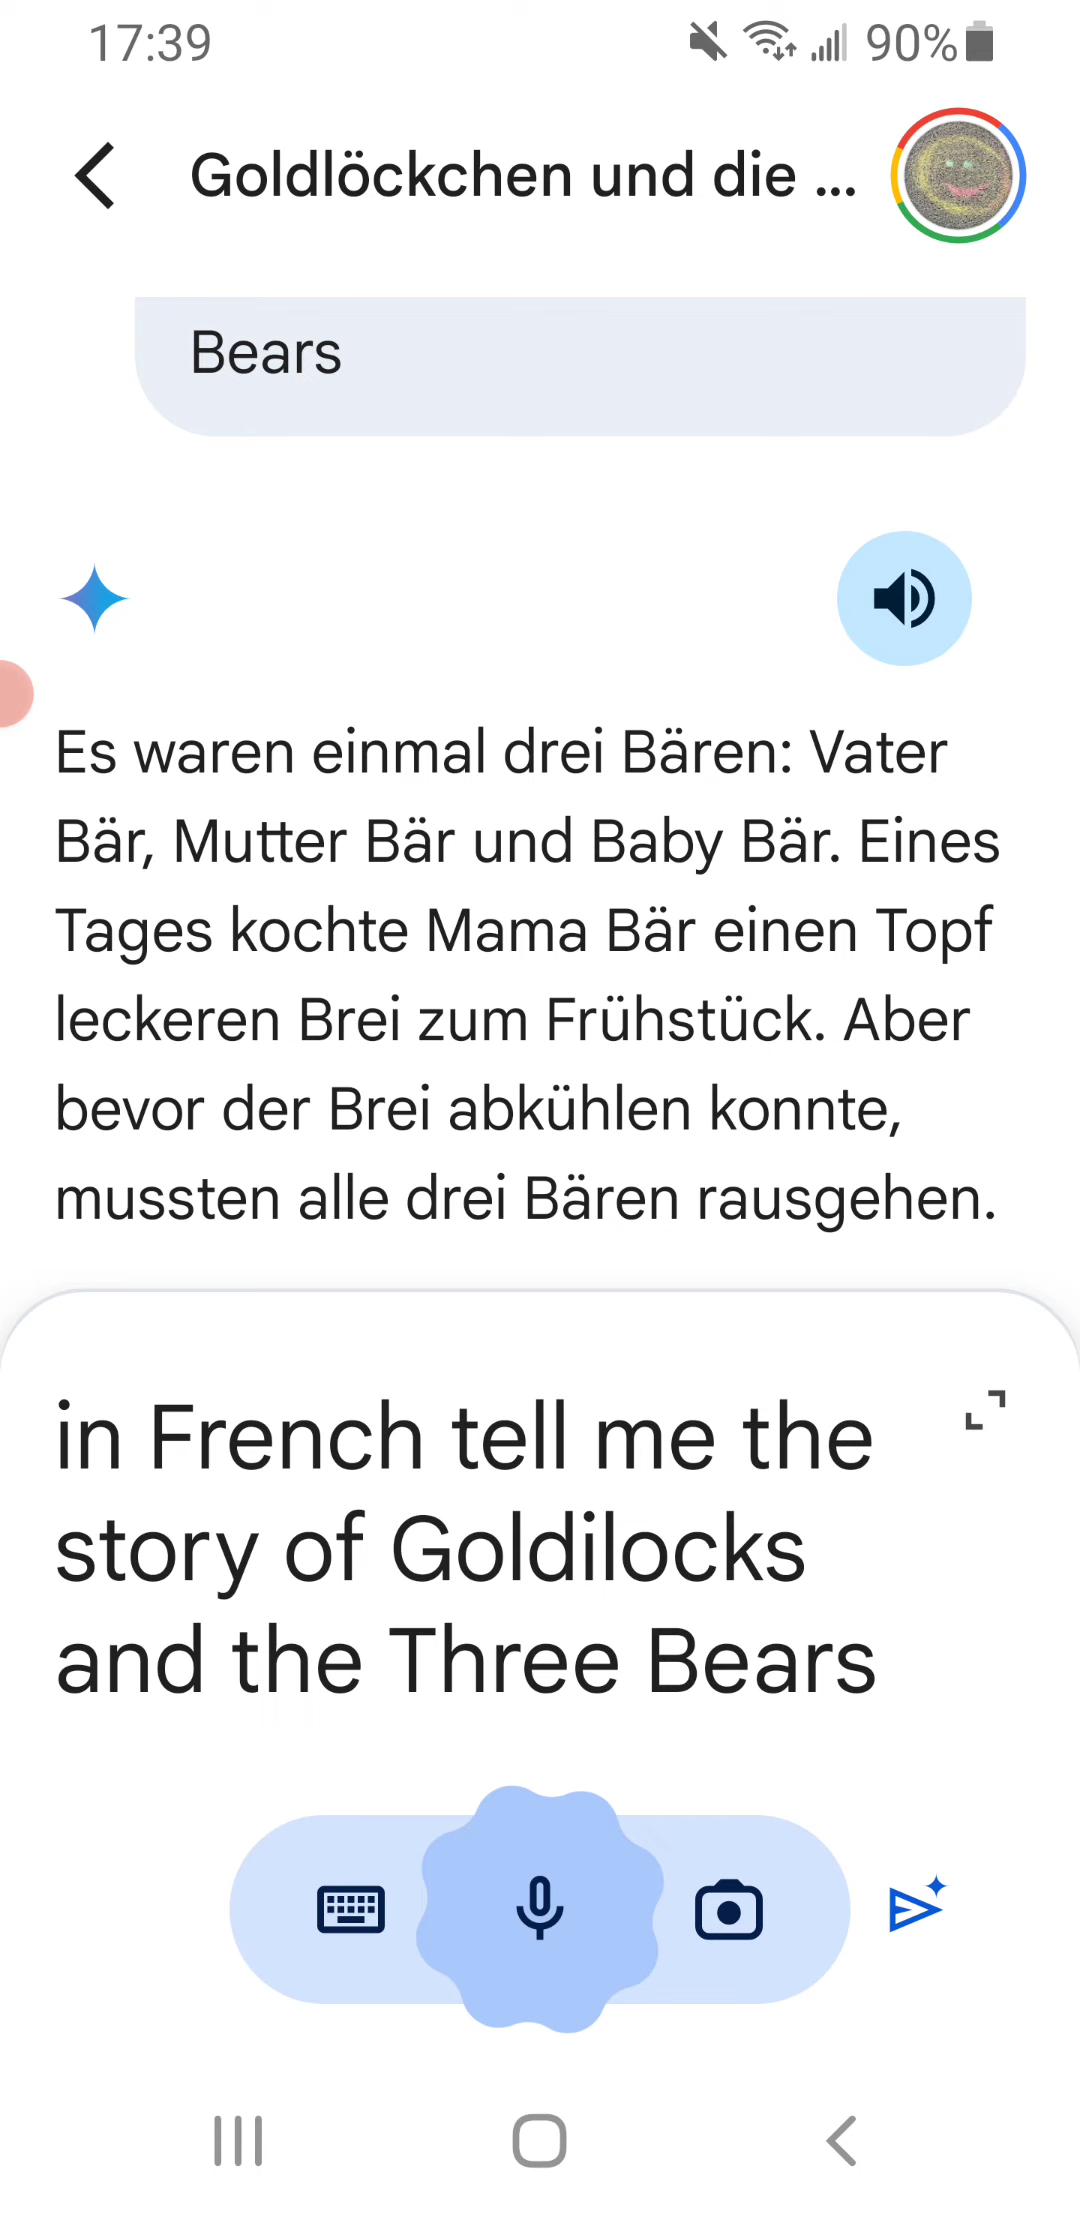 17:39
90%
Goldlöckchen und die ...
Bears
Es waren einmal drei Bären: Vater
Bär, Mutter Bär und Baby Bär. Eines
Tages kochte Mama Bär einen Topf
leckeren Brei zum Frühstück. Aber
bevor der Brei abkühlen konnte,
mussten alle drei Bären rausgehen.
in French tell me the
story of Goldilocks
and the Three Bears